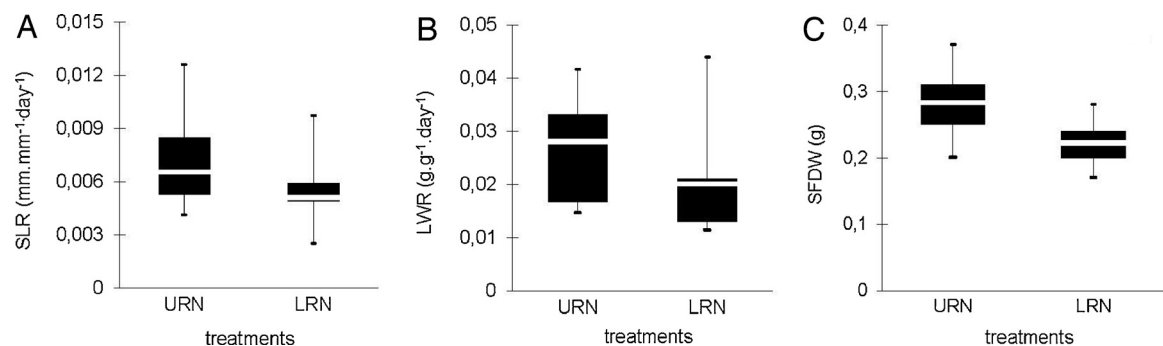 A
SLR (mm.mm⁻¹·day⁻¹)
0,015
0,012
0,009
0,006
0,003
0
URN LRN
treatments
B
LWR (g.g⁻¹.day⁻¹)
0,05
0,04
0,03
0,02
0,01
0,00
URN LRN
treatments
C
SFDW (g)
0,4
0,3
0,2
0,1
0
URN LRN
treatments